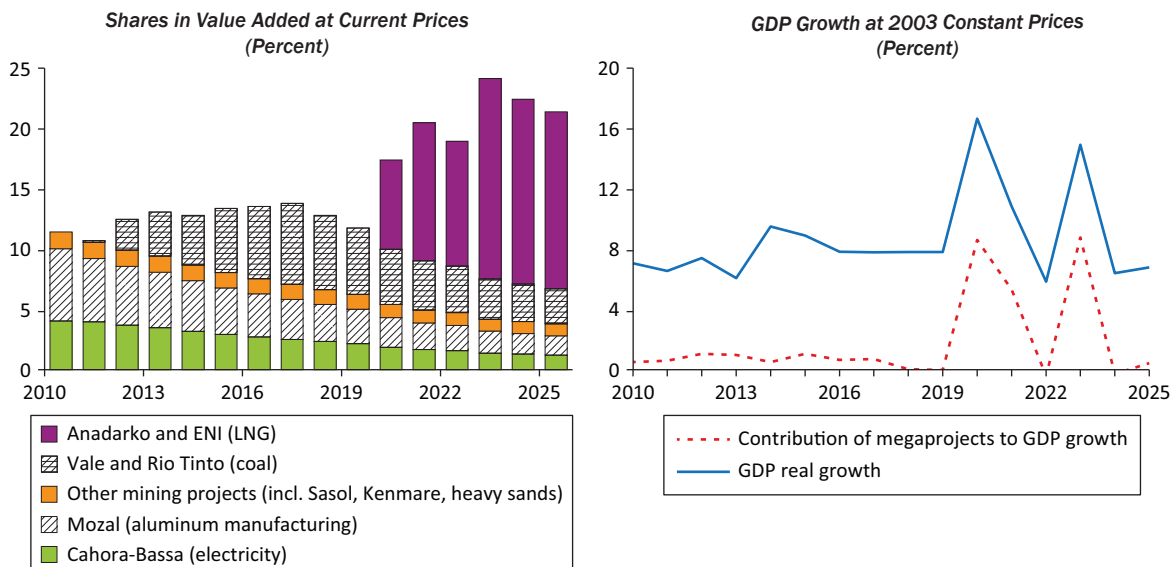 Shares in Value Added at Current Prices
(Percent)
25
20
15
10
5
0
2010 2013 2016 2019 2022 2025
Anadarko and ENI (LNG)
Vale and Rio Tinto (coal)
Other mining projects (incl. Sasol, Kenmare, heavy sands)
Mozal (aluminum manufacturing)
Cahora-Bassa (electricity)
GDP Growth at 2003 Constant Prices
(Percent)
20
16
12
8
4
0
2010 2013 2016 2019 2022 2025
Contribution of megaprojects to GDP growth
GDP real growth